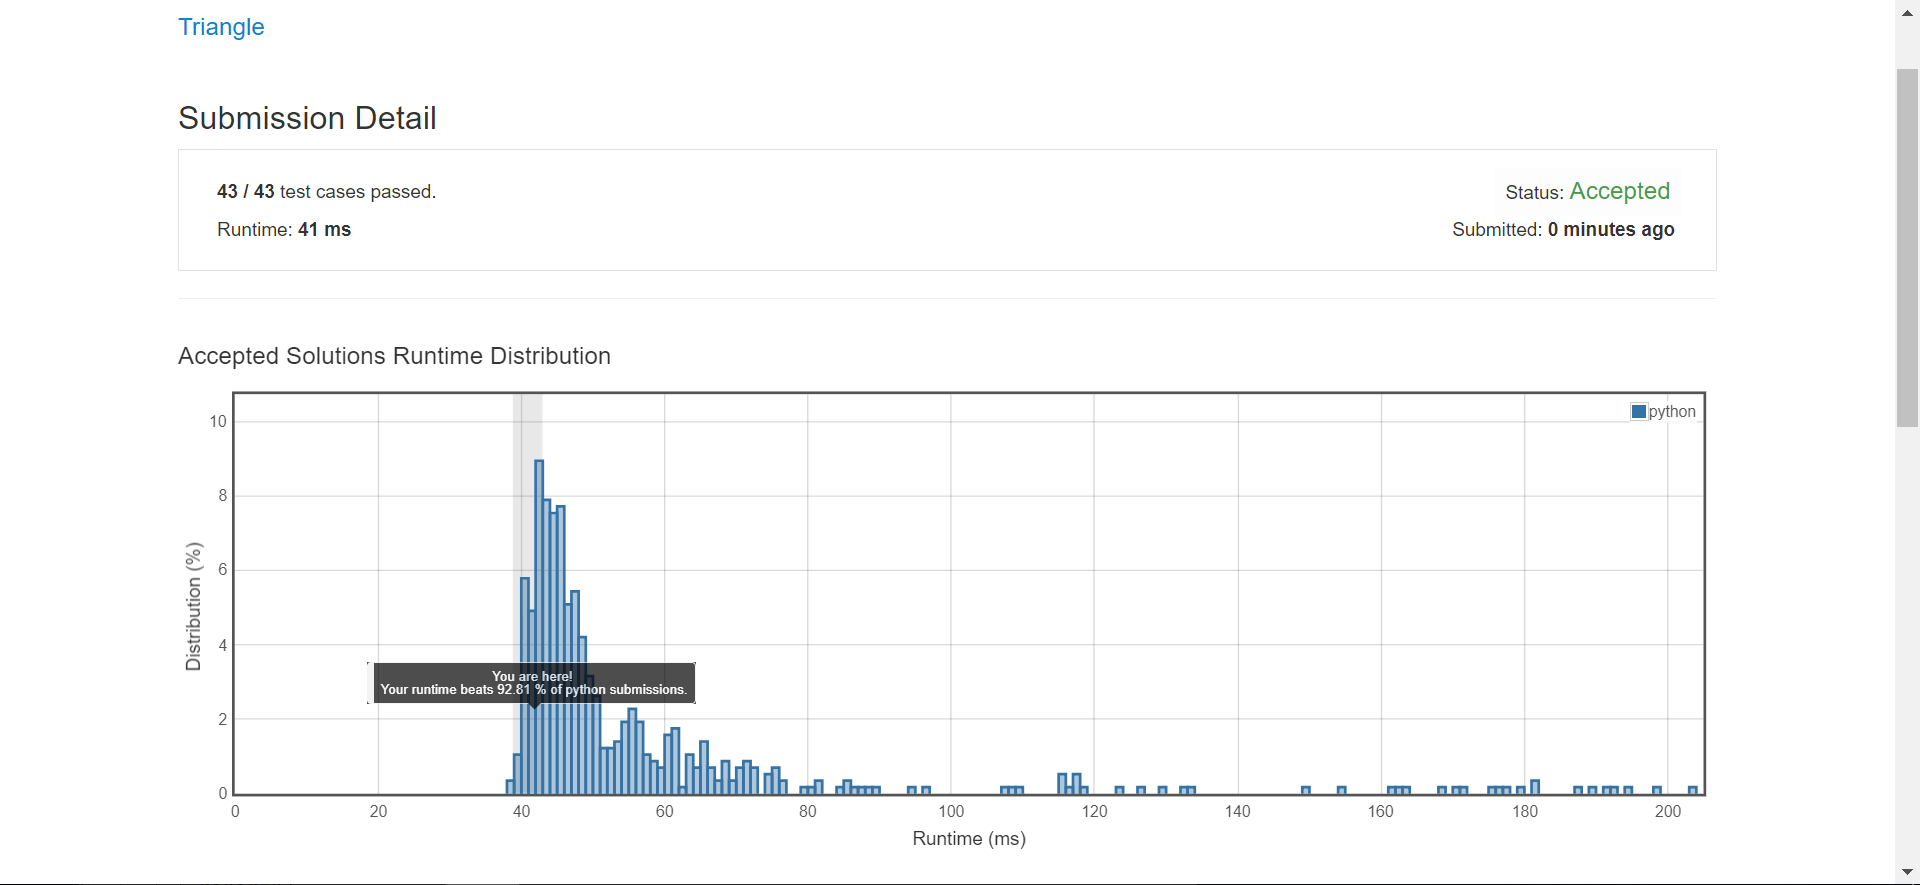 Triangle
Submission Detail
43 / 43 test cases passed.
Status: Accepted
Runtime: 41 ms
Submitted: 0 minutes ago
Accepted Solutions Runtime Distribution
python
10
8
6
4
2
0
Distribution (%)
You are here!
Your runtime beats 92.81 % of python submissions.
0 20 40 60 80 100 120 140 160 180 200
Runtime (ms)